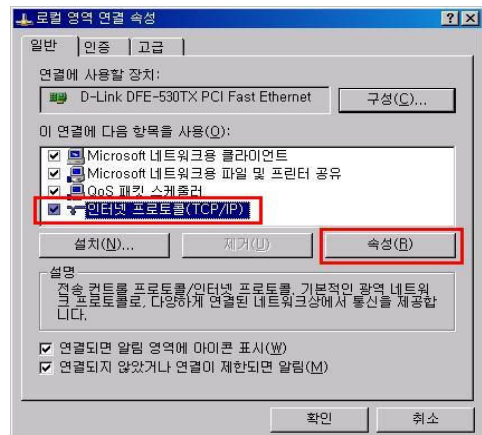 로컬 영역 연결 속성
일반 인증 고급
연결에 사용할 장치:
D-Link DFE-530TX PCI Fast Ethernet 구성(C)...
이 연결에 다음 항목을 사용(O):
Microsoft 네트워크용 클라이언트
Microsoft 네트워크용 파일 및 프린터 공유
QoS 패킷 스케줄러
인터넷 프로토콜(TCP/IP)
설치(N)... 제거(U) 속성(R)
설명
전송 컨트롤 프로토콜/인터넷 프로토콜. 기본적인 광역 네트워
크 프로토콜로, 다양하게 연결된 네트워크상에서 통신을 제공합
니다.
연결되면 알림 영역에 아이콘 표시(W)
연결되지 않았거나 연결이 제한되면 알림(M)
확인 취소